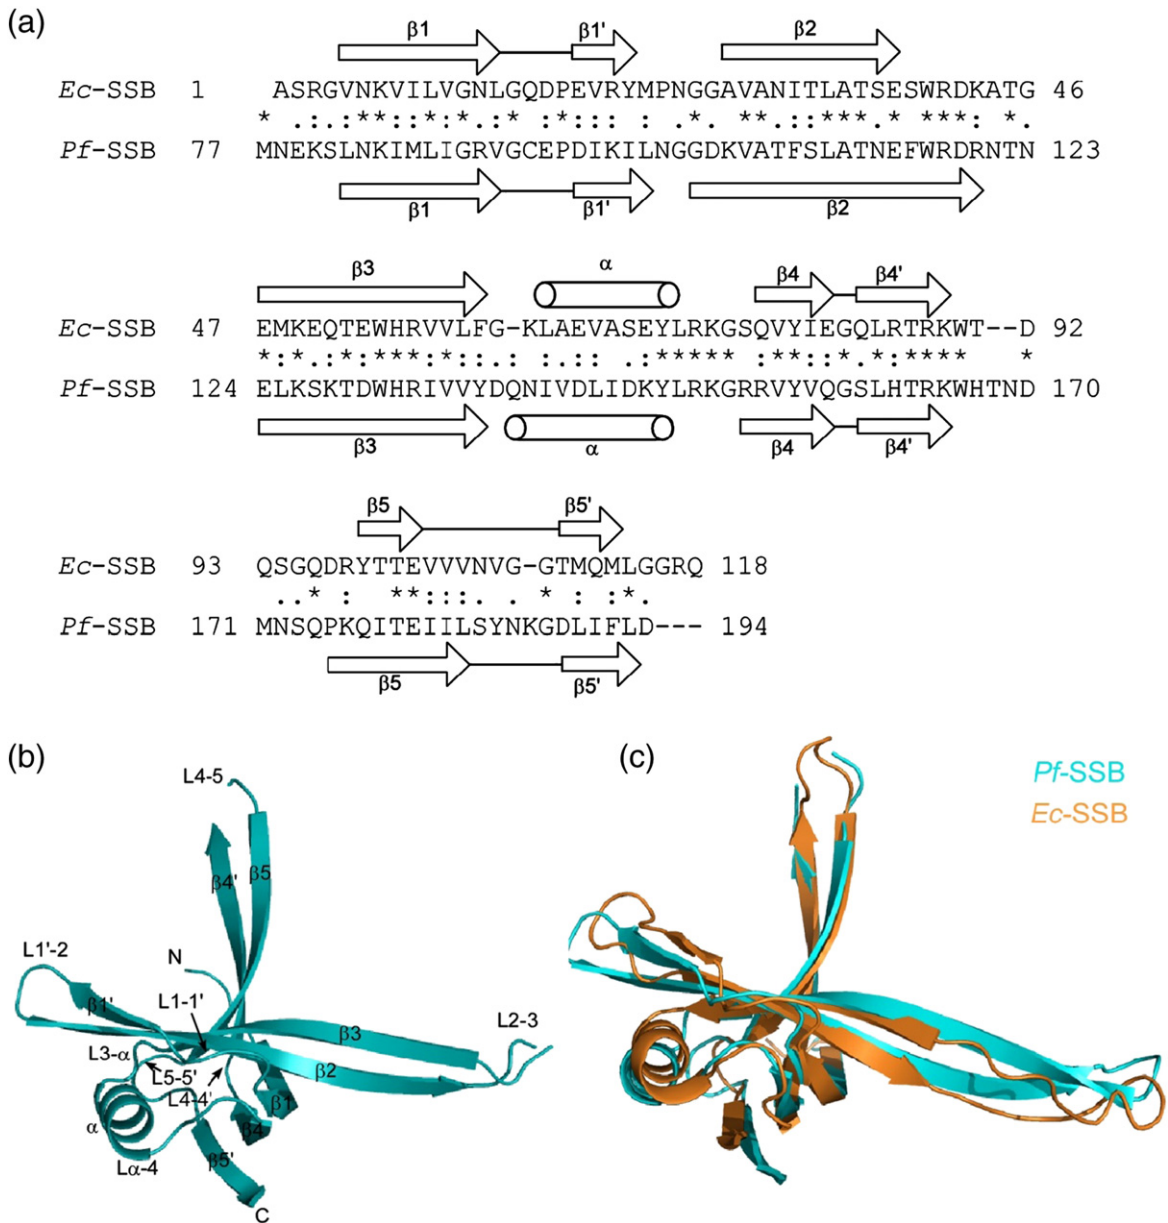 (a)
β1 β1' β2
Ec-SSB 1 ASRGVNKVILVGNLGQDPEVRYMPNGGAVANITLATSESWRDKATG 46
* .:.:**::**:*.:* *:**: : .*. **.::***.* ***: *.
Pf-SSB 77 MNEKSLNKIMLIGRVGCEPDIKILNGGDKVATFSLATNEFWRDRNTN 123
β1 β1' β2
β3 α β4 β4'
Ec-SSB 47 EMKEQTEWHRVVLFG-KLAEVASEYLRKGSQVYIEGQLRTRKWT--D 92
*:*.:*:***:*:: :.::. .:***** :**::*.*:***** *
Pf-SSB 124 ELKSKTDWHRIVVYDQNIVDLIDKYLRKGRRVYVQGSLHTRKWHTND 170
β3 α β4 β4'
β5 β5'
Ec-SSB 93 QSGQDRYTTEVVVNVG-GTMQMLGGRQ 118
..* : **:::. . * : :*.
Pf-SSB 171 MNSQPKQITEIILSYNKGDLIFLD--- 194
β5 β5'
(b)
L4-5
β4' β5
L1'-2
N
β1'
L1-1'
β3
L2-3
L3-α
β2
L5-5'
L4-4'
β1
α
β4
Lα-4
β5'
C
(c)
Pf-SSB
Ec-SSB